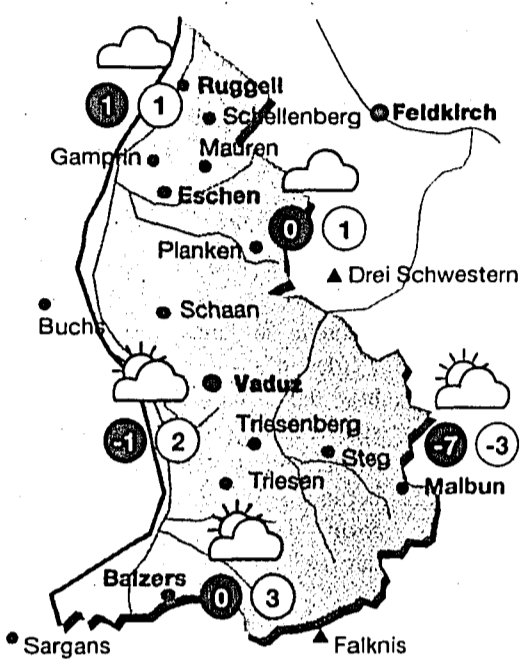 Ruggell
1 1
Schellenberg
Feldkirch
Mauren
Gamprin
Eschen
0 1
Planken
Drei Schwestern
Schaan
Buchs
Vaduz
Triesenberg
-1 2
-7 -3
Steg
Triesen
Malbun
Balzers
0 3
Sargans
Falknis